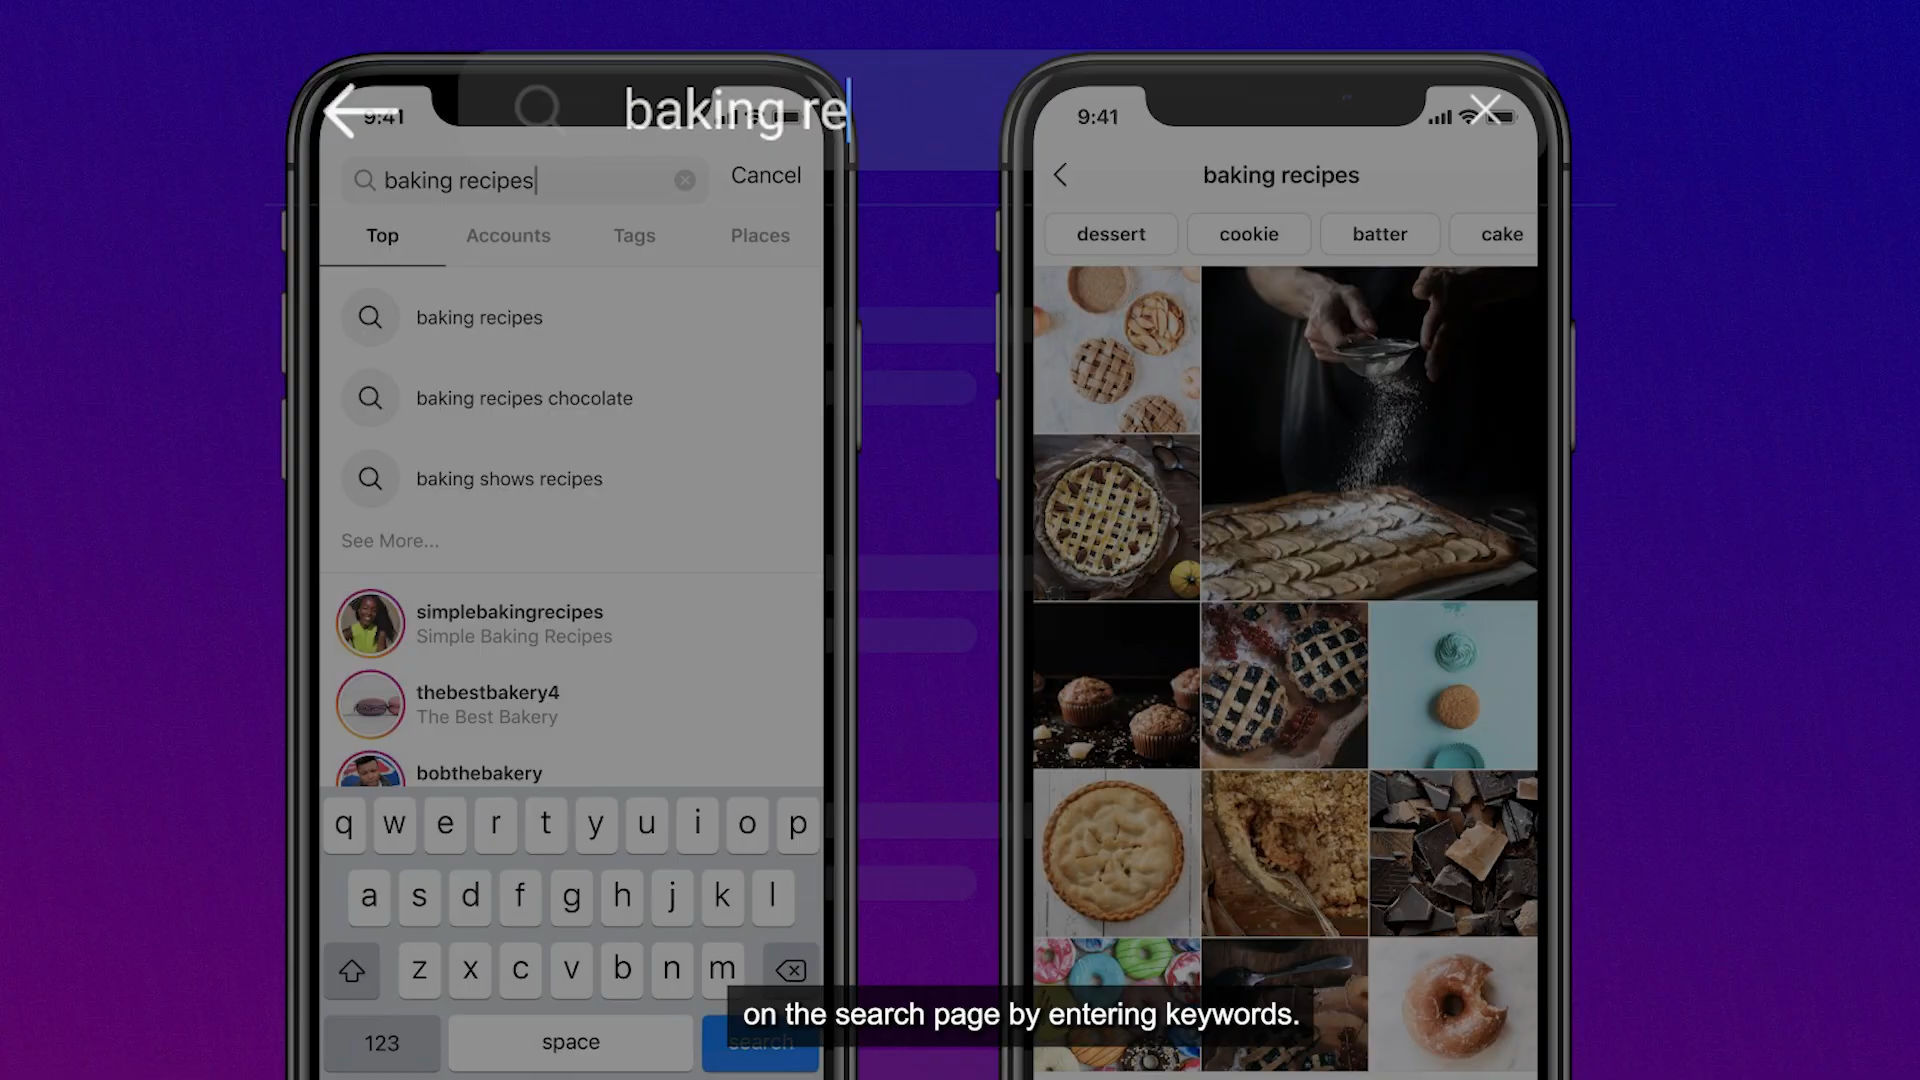 baking re
9:41
baking recipes
Cancel
Top
Accounts
Tags
Places
baking recipes
baking recipes chocolate
baking shows recipes
See More...
simplebakingrecipes
Simple Baking Recipes
thebestbakery4
The Best Bakery
bobthebakery
q w e r t y u i o p
a s d f g h j k l
z x c v b n m
123
space
search
9:41
baking recipes
dessert
cookie
batter
cake
on the search page by entering keywords.